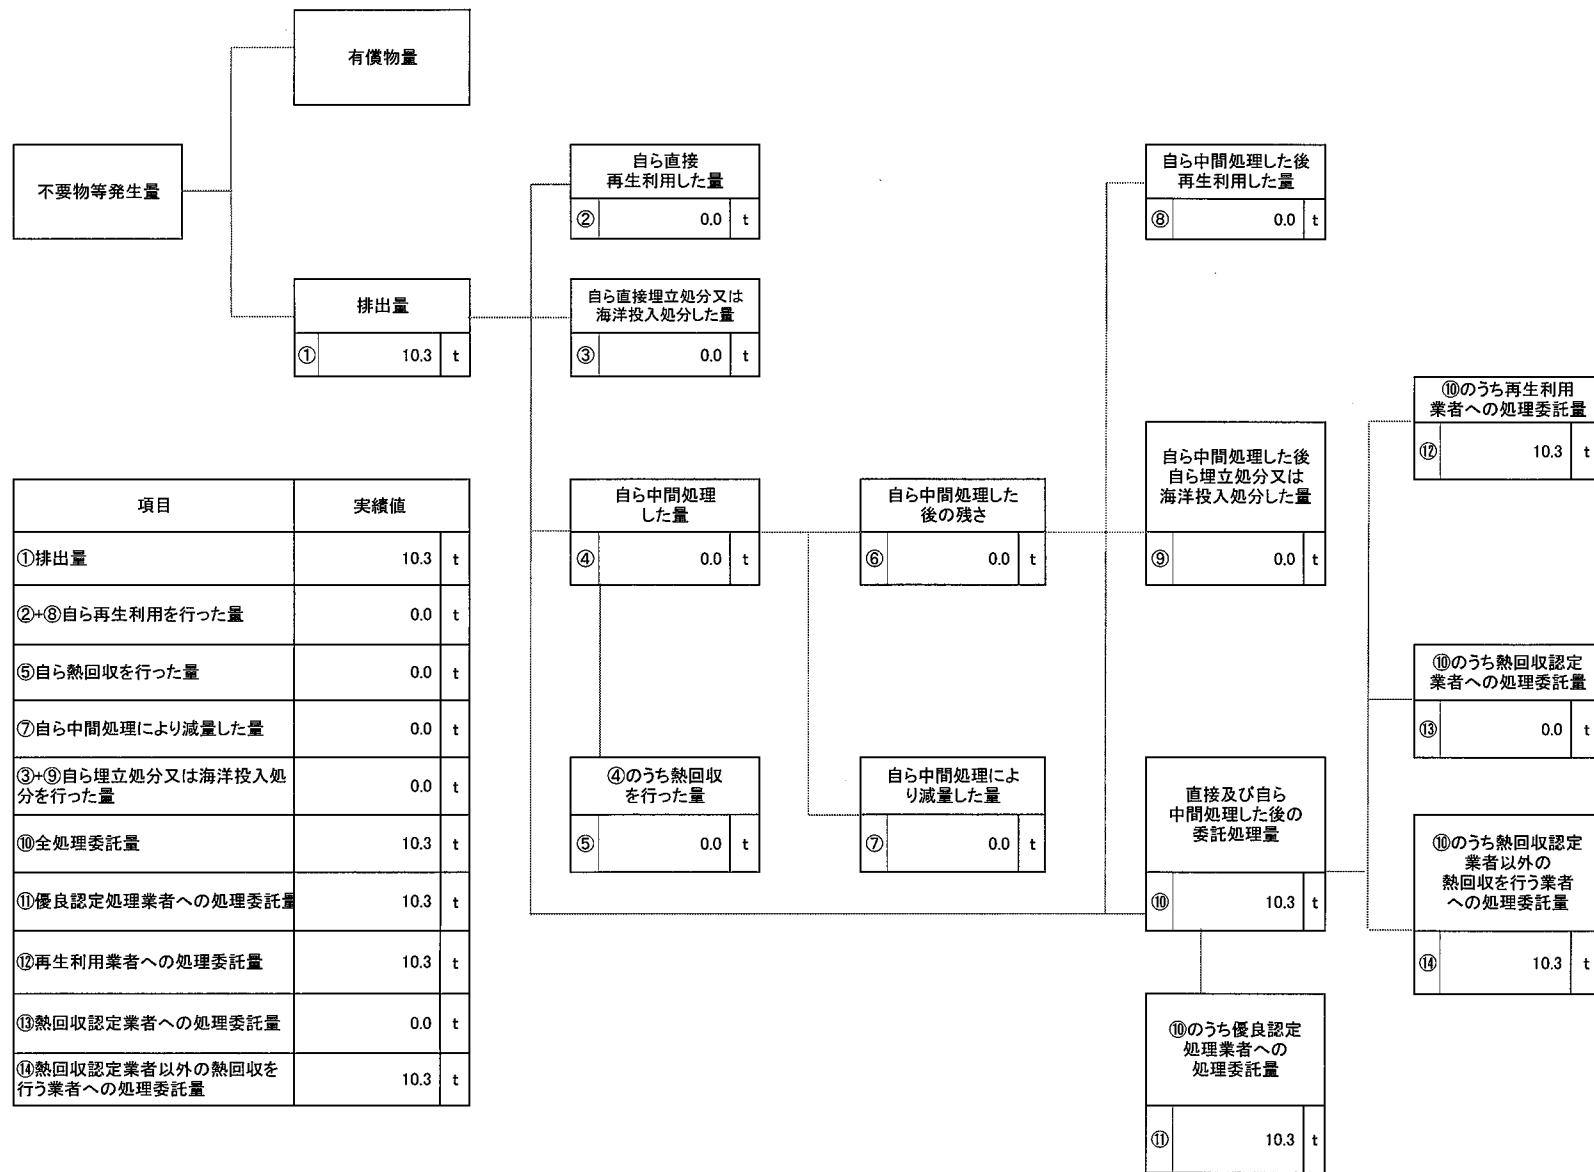 有償物量
不要物等発生量
排出量
① 10.3 t
自ら直接
再生利用した量
② 0.0 t
自ら直接埋立処分又は
海洋投入処分した量
③ 0.0 t
自ら中間処理
した量
④ 0.0 t
④のうち熱回収
を行った量
⑤ 0.0 t
自ら中間処理した
後の残さ
⑥ 0.0 t
自ら中間処理によ
り減量した量
⑦ 0.0 t
自ら中間処理した後
再生利用した量
⑧ 0.0 t
自ら中間処理した後
自ら埋立処分又は
海洋投入処分した量
⑨ 0.0 t
直接及び自ら
中間処理した後の
委託処理量
⑩ 10.3 t
⑩のうち優良認定
処理業者への
処理委託量
⑪ 10.3 t
⑩のうち再生利用
業者への処理委託量
⑫ 10.3 t
⑩のうち熱回収認定
業者への処理委託量
⑬ 0.0 t
⑩のうち熱回収認定
業者以外の
熱回収を行う業者
への処理委託量
⑭ 10.3 t
項目 実績値
①排出量 10.3 t
②+⑧自ら再生利用を行った量 0.0 t
⑤自ら熱回収を行った量 0.0 t
⑦自ら中間処理により減量した量 0.0 t
③+⑨自ら埋立処分又は海洋投入処
分を行った量 0.0 t
⑩全処理委託量 10.3 t
⑪優良認定処理業者への処理委託量 10.3 t
⑫再生利用業者への処理委託量 10.3 t
⑬熱回収認定業者への処理委託量 0.0 t
⑭熱回収認定業者以外の熱回収を
行う業者への処理委託量 10.3 t